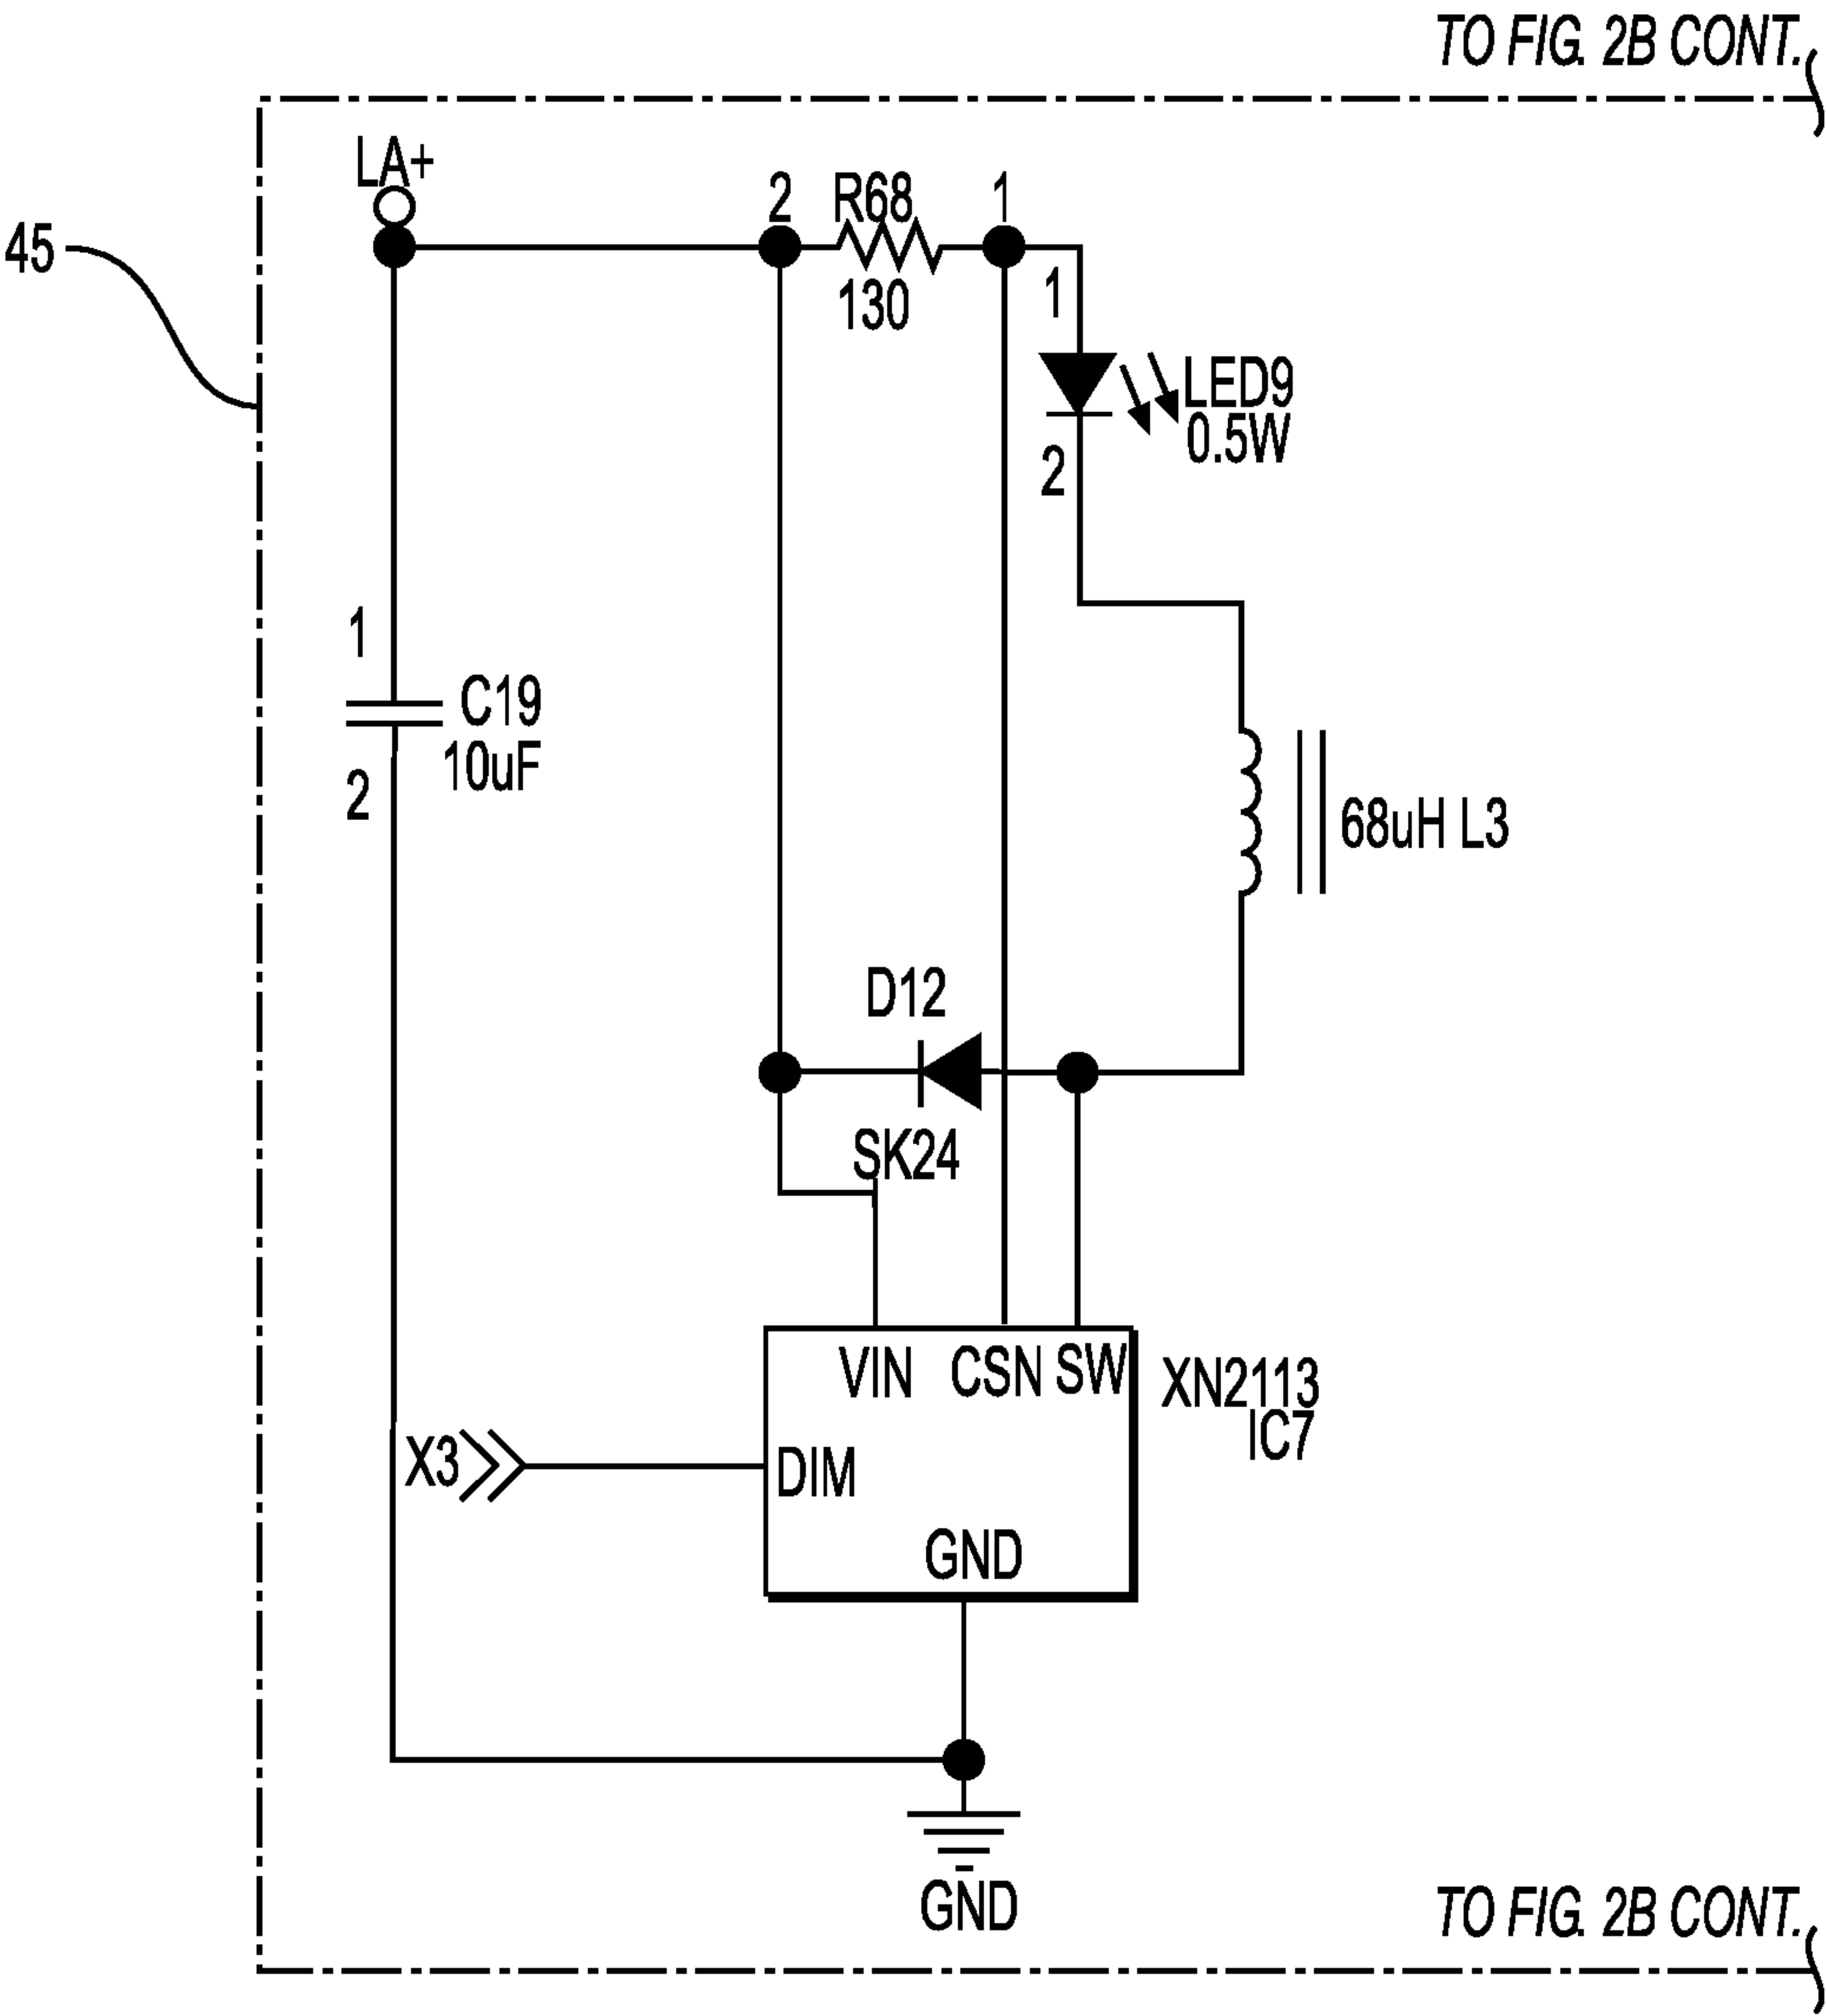 TO FIG. 2B CONT.
LA+
45
2
R68
1
130
1
LED9
0.5W
2
1
C19
10uF
2
68uH L3
D12
SK24
VIN
CSN
SW
XN2113
IC7
X3
DIM
GND
GND
TO FIG. 2B CONT.